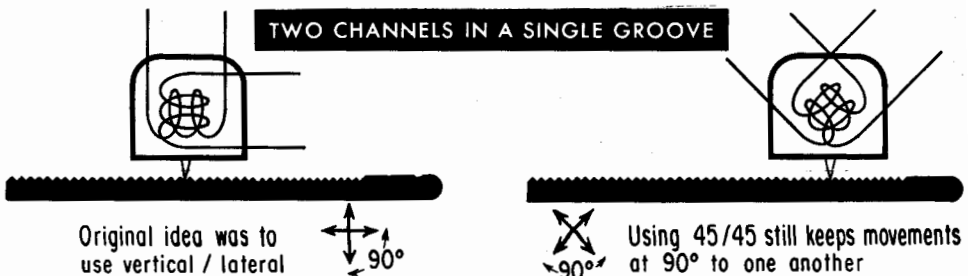 TWO CHANNELS IN A SINGLE GROOVE
Original idea was to
use vertical / lateral
90°
90°
Using 45/45 still keeps movements
at 90° to one another